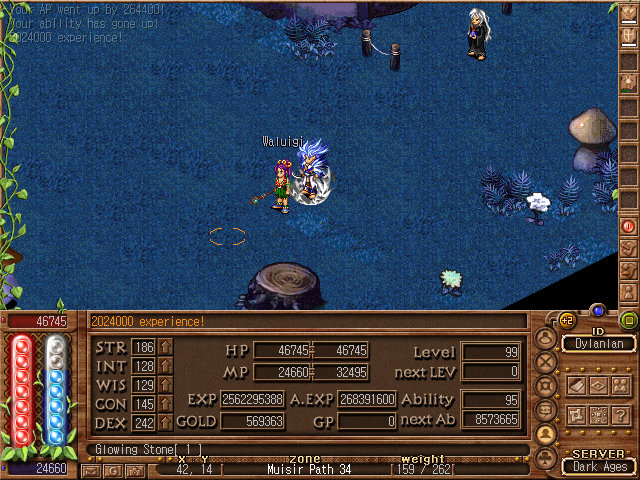 Your AP went up by 264400!
Your ability has gone up!
2024000 experience!
Waluigi
46745 2024000 experience! +2
ID
Dylanlan
STR 186 HP 46745 46745 Level 99
INT 128 MP 24660 32495 next LEV 0
WIS 129
CON 145 EXP 2562295388 A.EXP 268391600 Ability 95
DEX 242 GOLD 569363 GP 0 next Ab 8573665
Glowing Stone[ 1 ]
X Y zone weight
24660 G 42, 14 [ Muisir Path 34 [159 / 262[
SERVER
Dark Ages